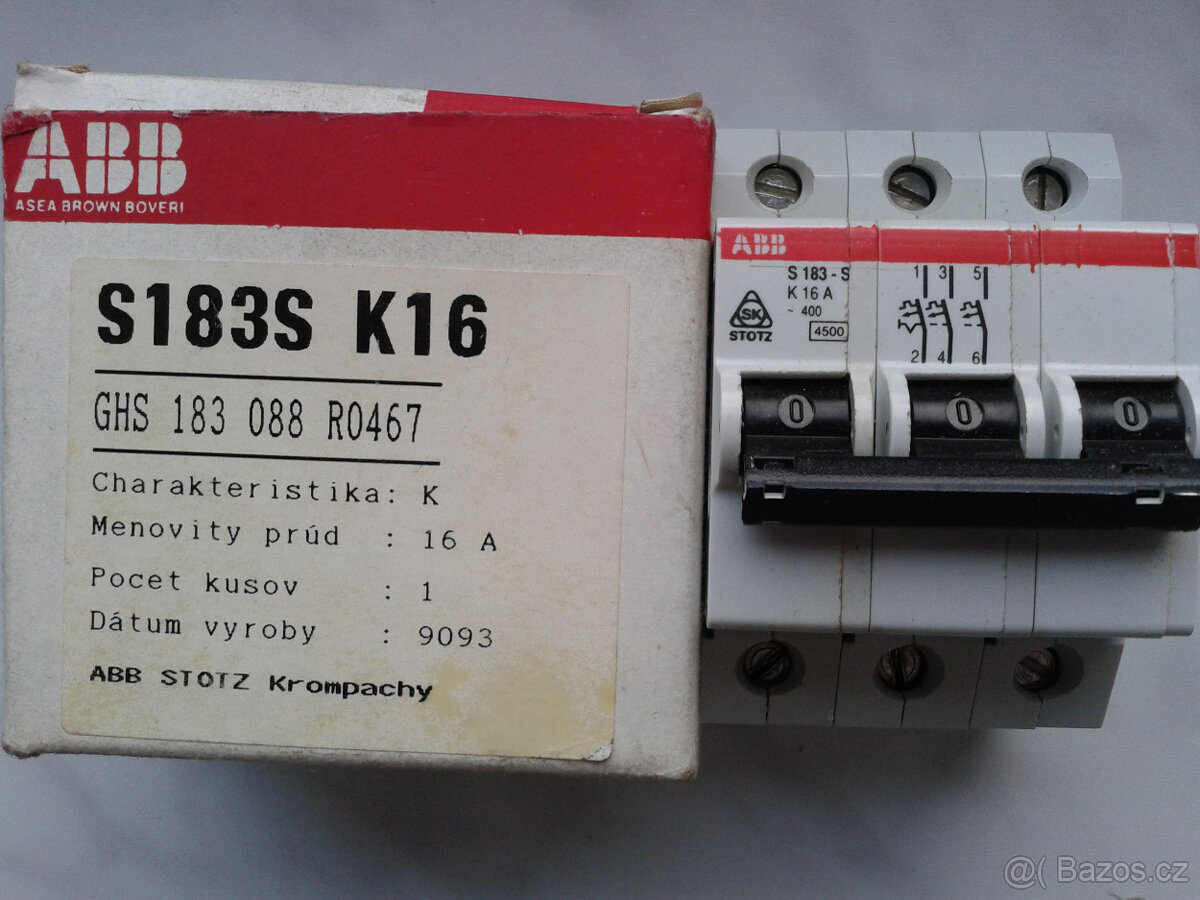 ABB
ASEA BROWN BOVERI
S183S K16
GHS 183 088 R0467
Charakteristika: K
Menovity prúd : 16 A
Pocet kusov : 1
Dátum vyroby : 9093
ABB STOTZ Krompachy
ABB
S 183 - S
K 16 A
~ 400
4500
SK
STOTZ
1 3 5
2 4 6
0 0 0
@( Bazos.cz